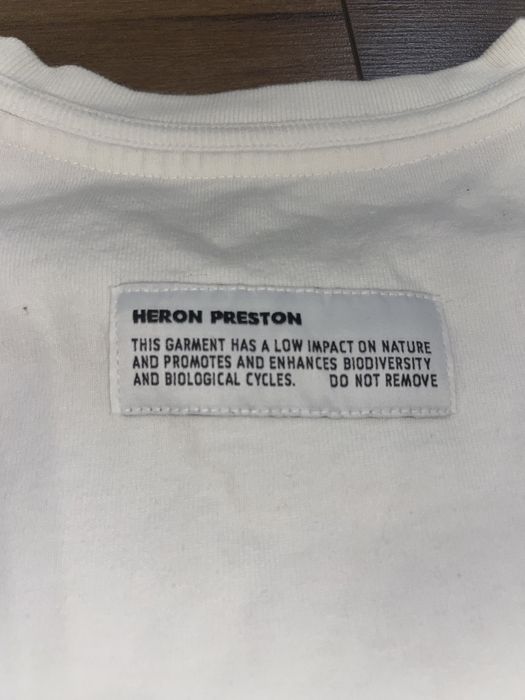 HERON PRESTON
THIS GARMENT HAS A LOW IMPACT ON NATURE
AND PROMOTES AND ENHANCES BIODIVERSITY
AND BIOLOGICAL CYCLES. DO NOT REMOVE